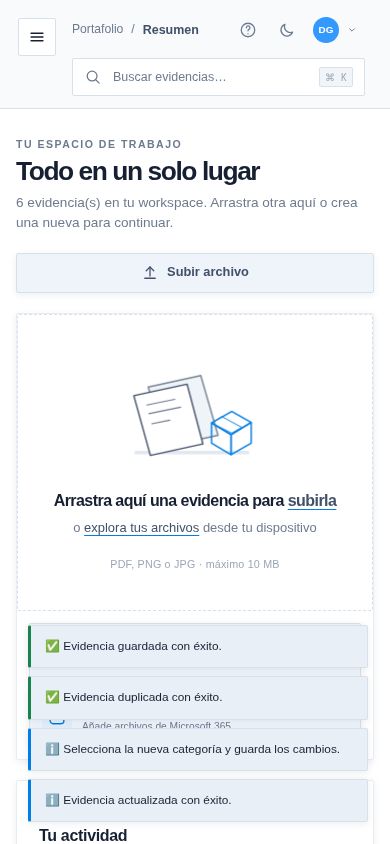 Portafolio / Resumen
DG
Buscar evidencias…
⌘ K
TU ESPACIO DE TRABAJO
Todo en un solo lugar
6 evidencia(s) en tu workspace. Arrastra otra aquí o crea
una nueva para continuar.
Subir archivo
Arrastra aquí una evidencia para subirla
o explora tus archivos desde tu dispositivo
PDF, PNG o JPG · máximo 10 MB
✅ Evidencia guardada con éxito.
✅ Evidencia duplicada con éxito.
Añade archivos de Microsoft 365
ℹ️ Selecciona la nueva categoría y guarda los cambios.
ℹ️ Evidencia actualizada con éxito.
Tu actividad